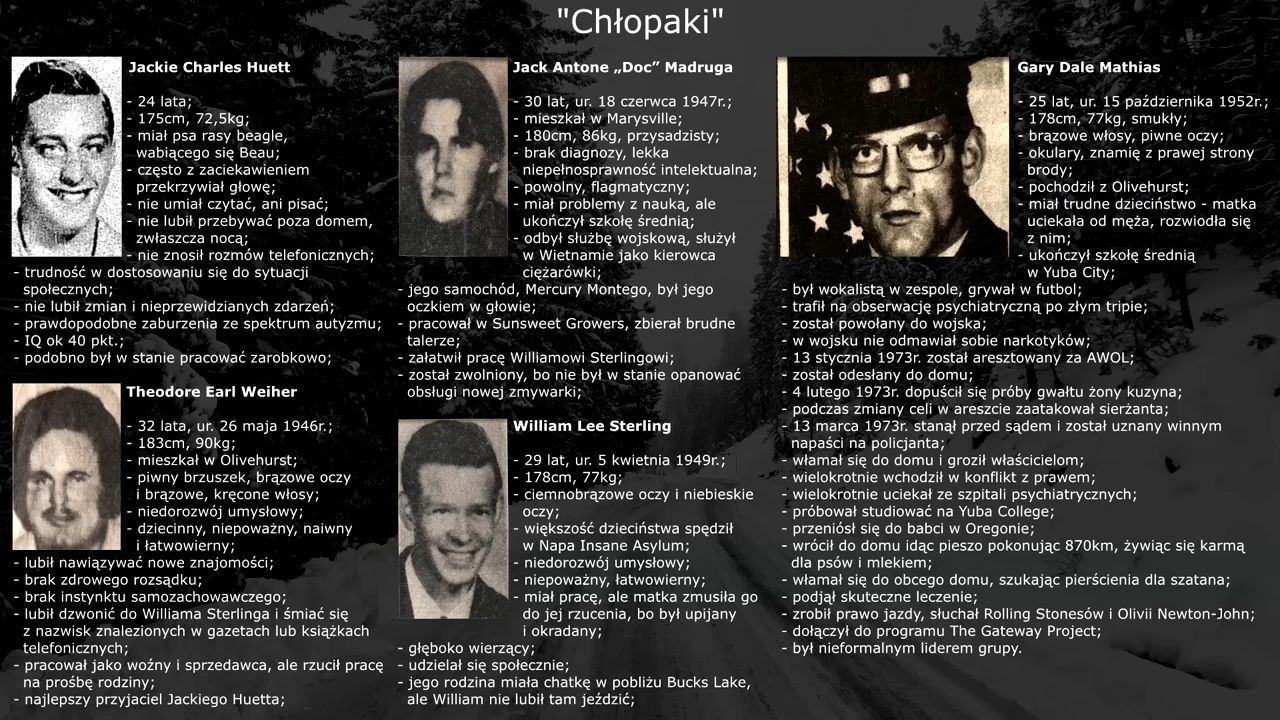 "Chłopaki"
Jackie Charles Huett
- 24 lata;
- 175cm, 72,5kg;
- miał psa rasy beagle,
wabiącego się Beau;
- często z zaciekawieniem
przekrzywiał głowę;
- nie umiał czytać, ani pisać;
- nie lubił przebywać poza domem,
zwłaszcza nocą;
- nie znosił rozmów telefonicznych;
- trudność w dostosowaniu się do sytuacji
społecznych;
- nie lubił zmian i nieprzewidzianych zdarzeń;
- prawdopodobne zaburzenia ze spektrum autyzmu;
- IQ ok 40 pkt.;
- podobno był w stanie pracować zarobkowo;
Theodore Earl Weiher
- 32 lata, ur. 26 maja 1946r.;
- 183cm, 90kg;
- mieszkał w Olivehurst;
- piwny brzuszek, brązowe oczy
i brązowe, kręcone włosy;
- niedorozwój umysłowy;
- dziecinny, niepoważny, naiwny
i łatwowierny;
- lubił nawiązywać nowe znajomości;
- brak zdrowego rozsądku;
- brak instynktu samozachowawczego;
- lubił dzwonić do Williama Sterlinga i śmiać się
z nazwisk znalezionych w gazetach lub książkach
telefonicznych;
- pracował jako woźny i sprzedawca, ale rzucił pracę
na prośbę rodziny;
- najlepszy przyjaciel Jackiego Huetta;
Jack Antone „Doc” Madruga
- 30 lat, ur. 18 czerwca 1947r.;
- mieszkał w Marysville;
- 180cm, 86kg, przysadzisty;
- brak diagnozy, lekka
niepełnosprawność intelektualna;
- powolny, flagmatyczny;
- miał problemy z nauką, ale
ukończył szkołę średnią;
- odbył służbę wojskową, służył
w Wietnamie jako kierowca
ciężarówki;
- jego samochód, Mercury Montego, był jego
oczkiem w głowie;
- pracował w Sunsweet Growers, zbierał brudne
talerze;
- załatwił pracę Williamowi Sterlingowi;
- został zwolniony, bo nie był w stanie opanować
obsługi nowej zmywarki;
William Lee Sterling
- 29 lat, ur. 5 kwietnia 1949r.;
- 178cm, 77kg;
- ciemnobrązowe oczy i niebieskie
oczy;
- większość dzieciństwa spędził
w Napa Insane Asylum;
- niedorozwój umysłowy;
- niepoważny, łatwowierny;
- miał pracę, ale matka zmusiła go
do jej rzucenia, bo był upijany
i okradany;
- głęboko wierzący;
- udzielał się społecznie;
- jego rodzina miała chatkę w pobliżu Bucks Lake,
ale William nie lubił tam jeździć;
Gary Dale Mathias
- 25 lat, ur. 15 października 1952r.;
- 178cm, 77kg, smukły;
- brązowe włosy, piwne oczy;
- okulary, znamię z prawej strony
brody;
- pochodził z Olivehurst;
- miał trudne dzieciństwo - matka
uciekała od męża, rozwiodła się
z nim;
- ukończył szkołę średnią
w Yuba City;
- był wokalistą w zespole, grywał w futbol;
- trafił na obserwację psychiatryczną po złym tripie;
- został powołany do wojska;
- w wojsku nie odmawiał sobie narkotyków;
- 13 stycznia 1973r. został aresztowany za AWOL;
- został odesłany do domu;
- 4 lutego 1973r. dopuścił się próby gwałtu żony kuzyna;
- podczas zmiany celi w areszcie zaatakował sierżanta;
- 13 marca 1973r. stanął przed sądem i został uznany winnym
napaści na policjanta;
- włamał się do domu i groził właścicielom;
- wielokrotnie wchodził w konflikt z prawem;
- wielokrotnie uciekał ze szpitali psychiatrycznych;
- próbował studiować na Yuba College;
- przeniósł się do babci w Oregonie;
- wrócił do domu idąc pieszo pokonując 870km, żywiąc się karmą
dla psów i mlekiem;
- włamał się do obcego domu, szukając pierścienia dla szatana;
- podjął skuteczne leczenie;
- zrobił prawo jazdy, słuchał Rolling Stonesów i Olivii Newton-John;
- dołączył do programu The Gateway Project;
- był nieformalnym liderem grupy.